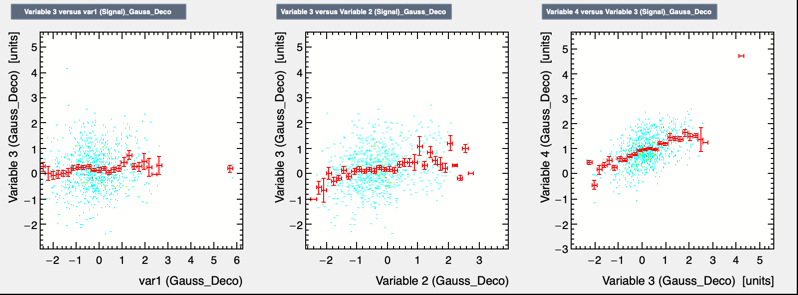 Variable 3 versus var1 (Signal)_Gauss_Deco
Variable 3 versus Variable 2 (Signal)_Gauss_Deco
Variable 4 versus Variable 3 (Signal)_Gauss_Deco
Variable 3 (Gauss_Deco) [units]
5
4
3
2
1
0
−1
−2
−2 −1 0 1 2 3 4 5 6
var1 (Gauss_Deco)
Variable 3 (Gauss_Deco) [units]
5
4
3
2
1
0
−1
−2
−2 −1 0 1 2 3
Variable 2 (Gauss_Deco)
Variable 4 (Gauss_Deco) [units]
5
4
3
2
1
0
−1
−2
−3
−2 −1 0 1 2 3 4 5
Variable 3 (Gauss_Deco) [units]